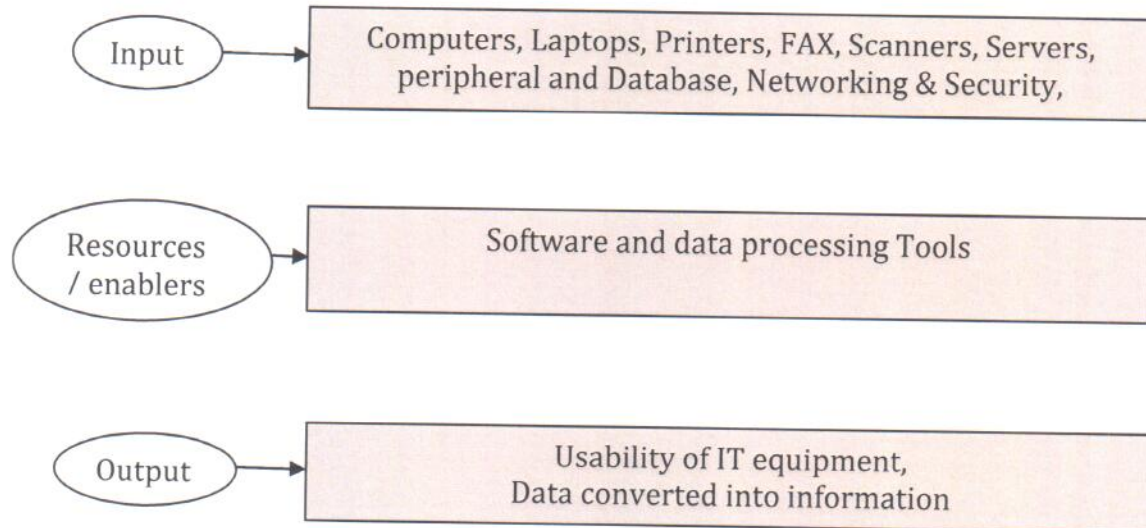 Input
Computers, Laptops, Printers, FAX, Scanners, Servers,
peripheral and Database, Networking & Security,
Resources
/ enablers
Software and data processing Tools
Output
Usability of IT equipment,
Data converted into information